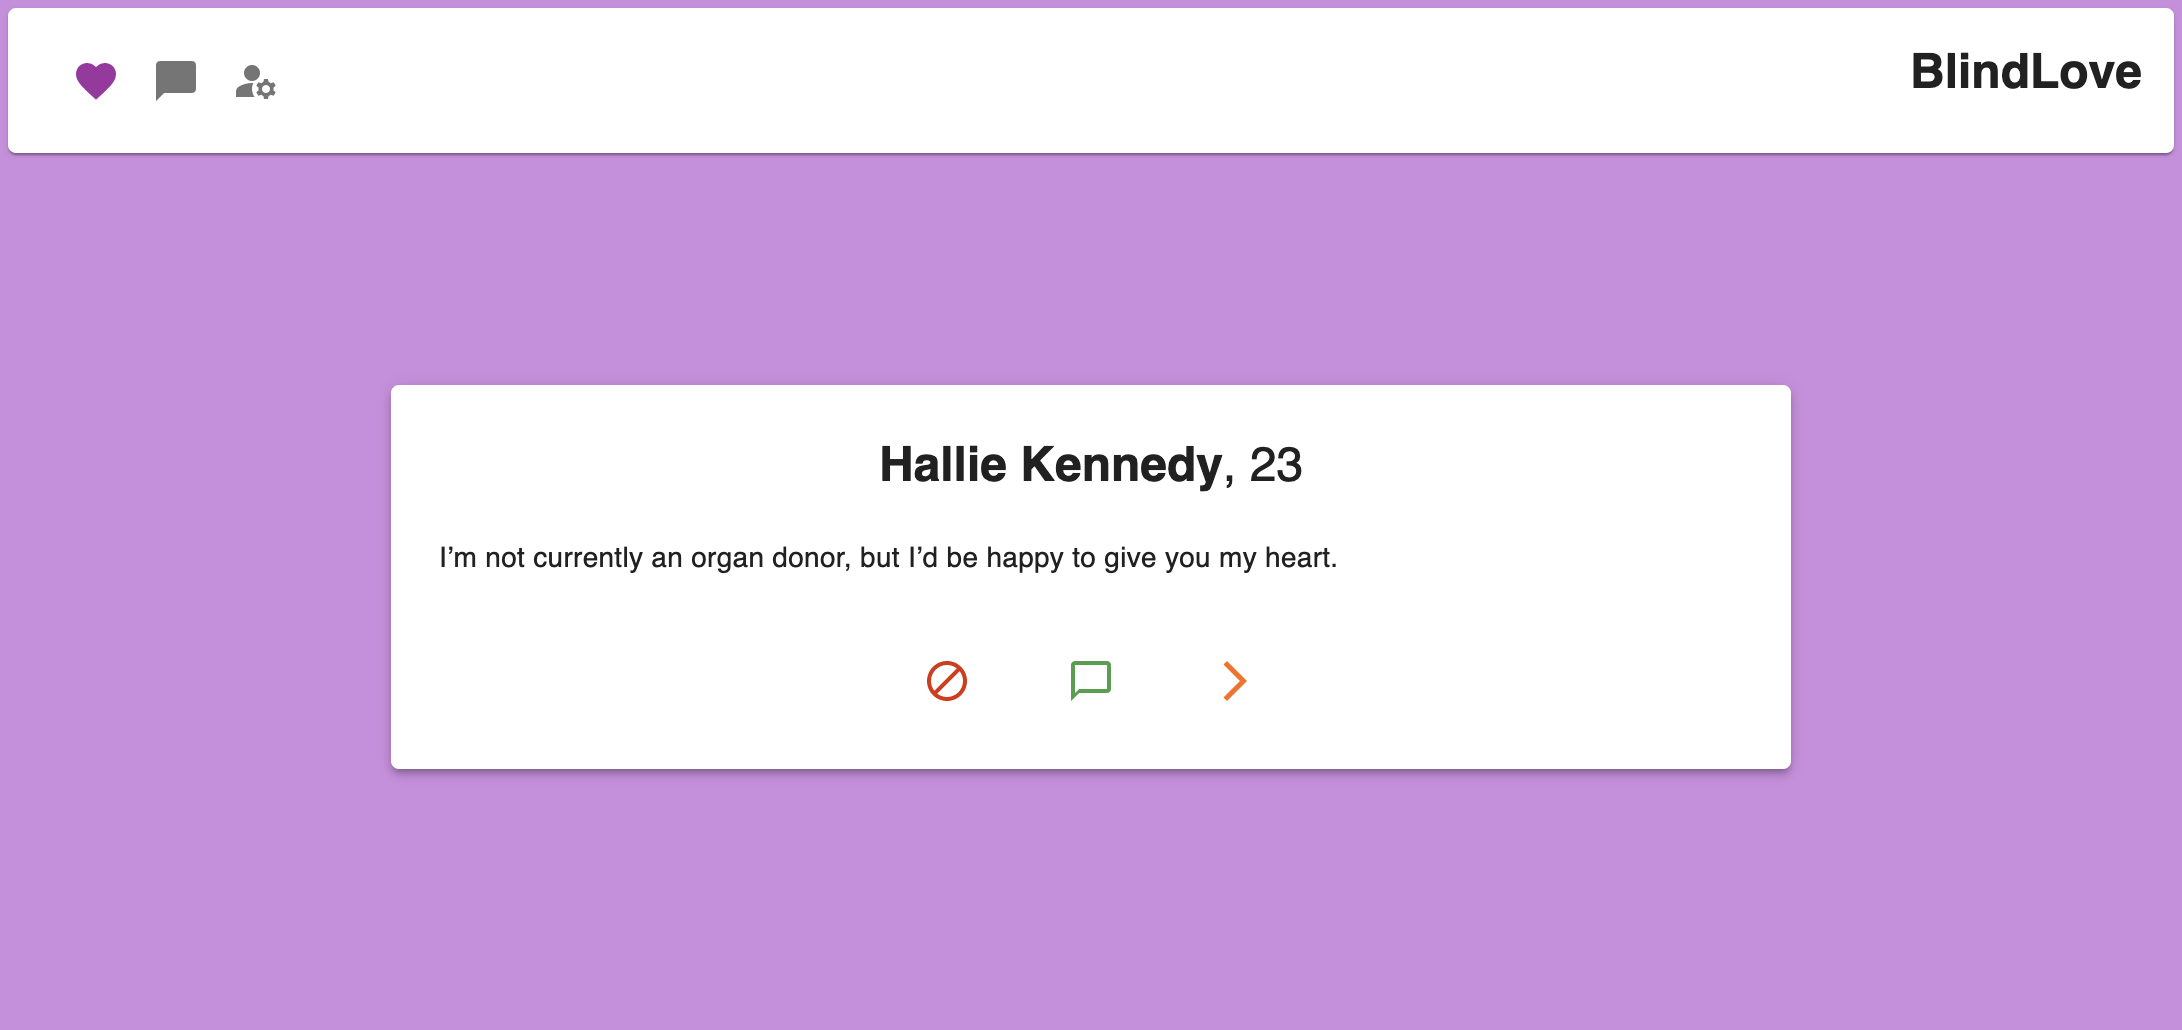 BlindLove
Hallie Kennedy, 23
I’m not currently an organ donor, but I’d be happy to give you my heart.